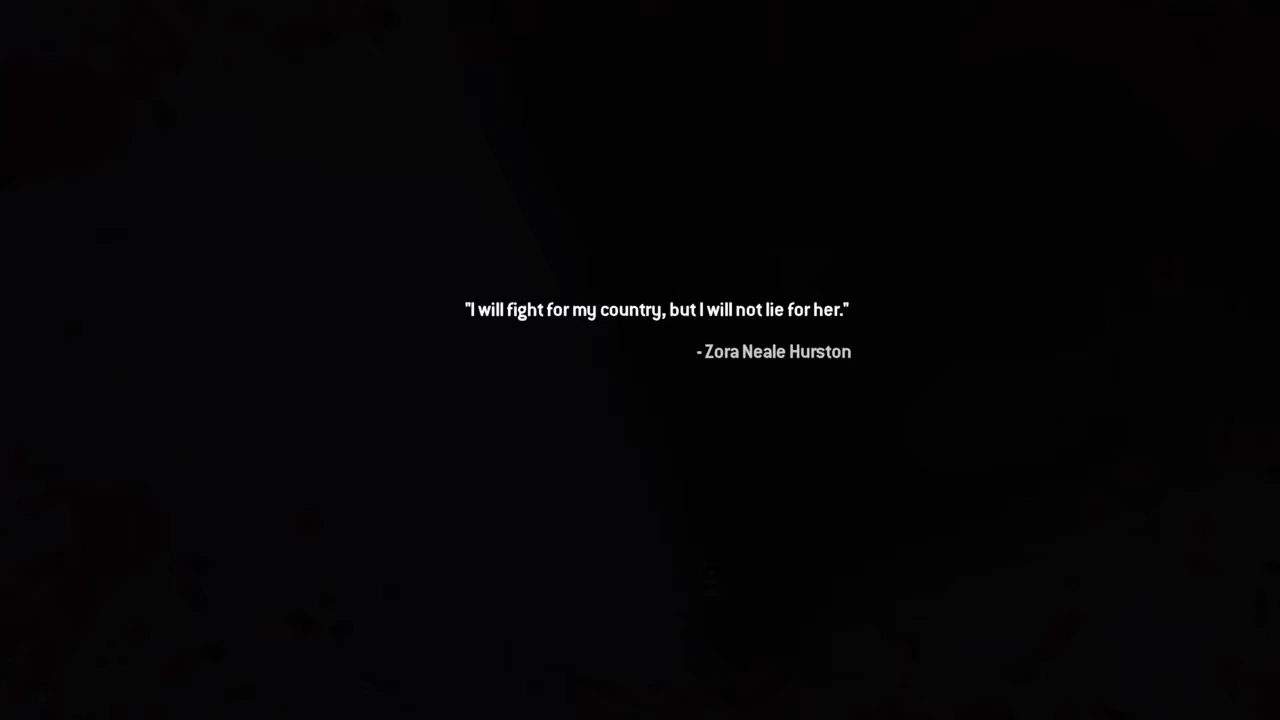 "I will fight for my country, but I will not lie for her."
- Zora Neale Hurston